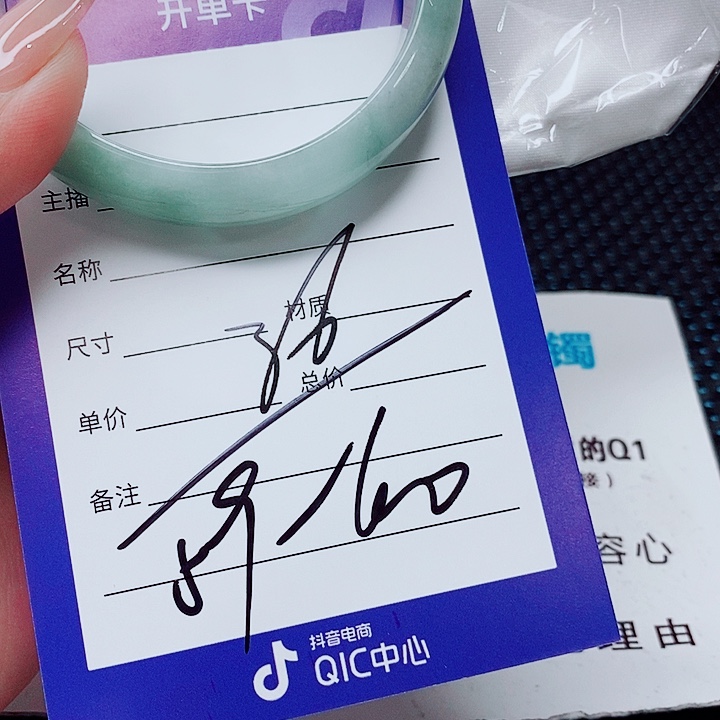 开单卡
主播
名称
材质
尺寸
总价
单价
备注
抖音电商
QIC中心
镯
的Q1
接）
容心
理由